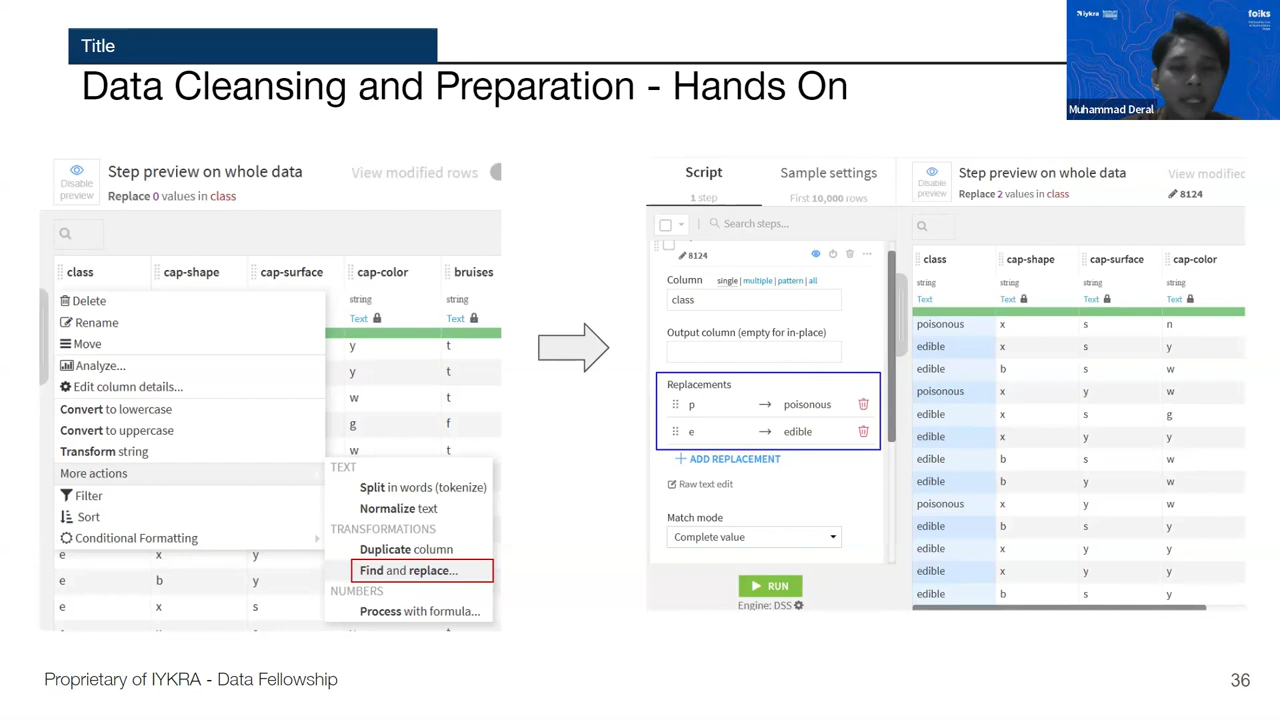 Title
Data Cleansing and Preparation - Hands On
iykra
foiks
Muhammad Deral
Disable
preview
Step preview on whole data
View modified rows
Replace 0 values in class
class
cap-shape
cap-surface
cap-color
bruises
string
string
Text
Text
Delete
Rename
Move
Analyze...
Edit column details...
Convert to lowercase
Convert to uppercase
Transform string
More actions
Filter
Sort
Conditional Formatting
y t
y t
w t
g f
w t
TEXT
Split in words (tokenize)
Normalize text
TRANSFORMATIONS
Duplicate column
Find and replace...
NUMBERS
Process with formula...
e x y
e b y
e x s
Script
Sample settings
1 step
First 10,000 rows
Search steps...
8124
Column single | multiple | pattern | all
class
Output column (empty for in-place)
Replacements
p → poisonous
e → edible
ADD REPLACEMENT
Raw text edit
Match mode
Complete value
RUN
Engine: DSS
Disable
preview
Step preview on whole data
View modified
Replace 2 values in class
8124
class cap-shape cap-surface cap-color
string string string string
Text Text Text Text
poisonous x s n
edible x s y
edible b s w
poisonous x y w
edible x s g
edible x y y
edible b s w
edible b y w
poisonous x y w
edible b s y
edible x y y
edible x y y
edible b s y
Proprietary of IYKRA - Data Fellowship
36